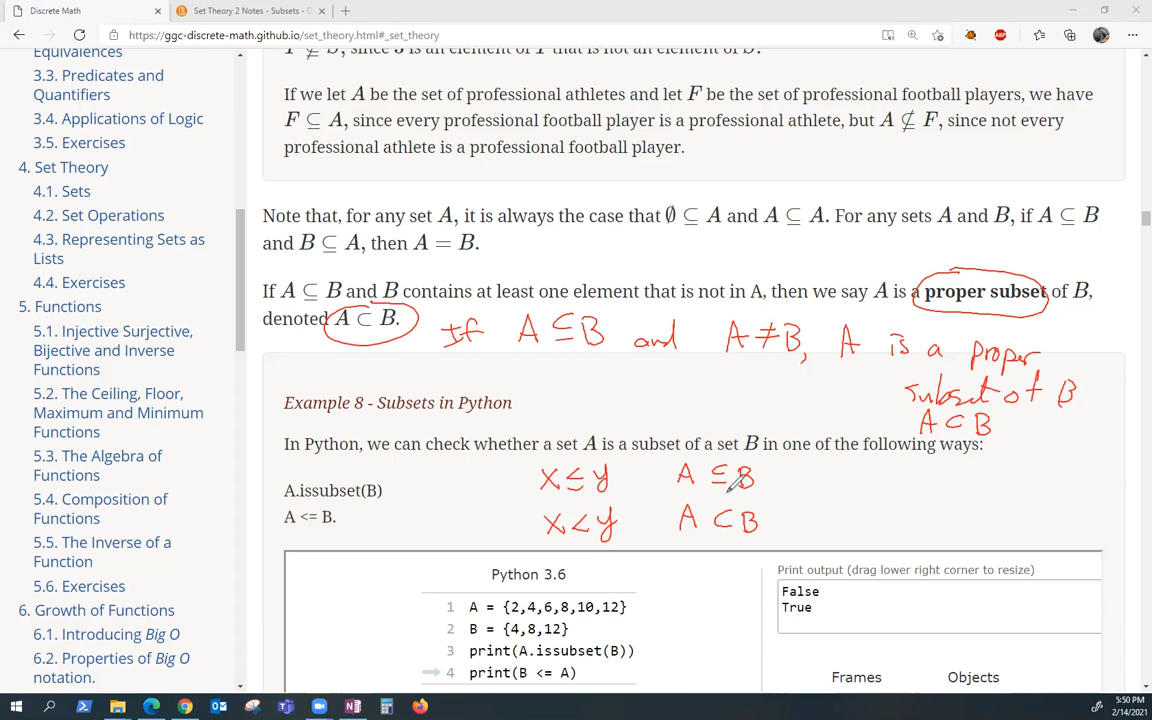 Discrete Math
Set Theory 2 Notes - Subsets - D
https://ggc-discrete-math.github.io/set_theory.html#_set_theory
Equivalences
3.3. Predicates and
Quantifiers
3.4. Applications of Logic
3.5. Exercises
4. Set Theory
4.1. Sets
4.2. Set Operations
4.3. Representing Sets as
Lists
4.4. Exercises
5. Functions
5.1. Injective Surjective,
Bijective and Inverse
Functions
5.2. The Ceiling, Floor,
Maximum and Minimum
Functions
5.3. The Algebra of
Functions
5.4. Composition of
Functions
5.5. The Inverse of a
Function
5.6. Exercises
6. Growth of Functions
6.1. Introducing Big O
6.2. Properties of Big O
notation.
If we let A be the set of professional athletes and let F be the set of professional football players, we have
F ⊆ A, since every professional football player is a professional athlete, but A ⊈ F, since not every
professional athlete is a professional football player.
Note that, for any set A, it is always the case that ∅ ⊆ A and A ⊆ A. For any sets A and B, if A ⊆ B
and B ⊆ A, then A = B.
If A ⊆ B and B contains at least one element that is not in A, then we say A is a proper subset of B,
denoted A ⊂ B.
If A ⊆ B and A ≠ B, A is a proper
subset of B
A ⊂ B
Example 8 - Subsets in Python
In Python, we can check whether a set A is a subset of a set B in one of the following ways:
x ≤ y A ⊆ B
A.issubset(B)
A <= B.
x < y A ⊂ B
Python 3.6
1 A = {2,4,6,8,10,12}
2 B = {4,8,12}
3 print(A.issubset(B))
4 print(B <= A)
Print output (drag lower right corner to resize)
False
True
Frames Objects
5:50 PM
2/14/2021